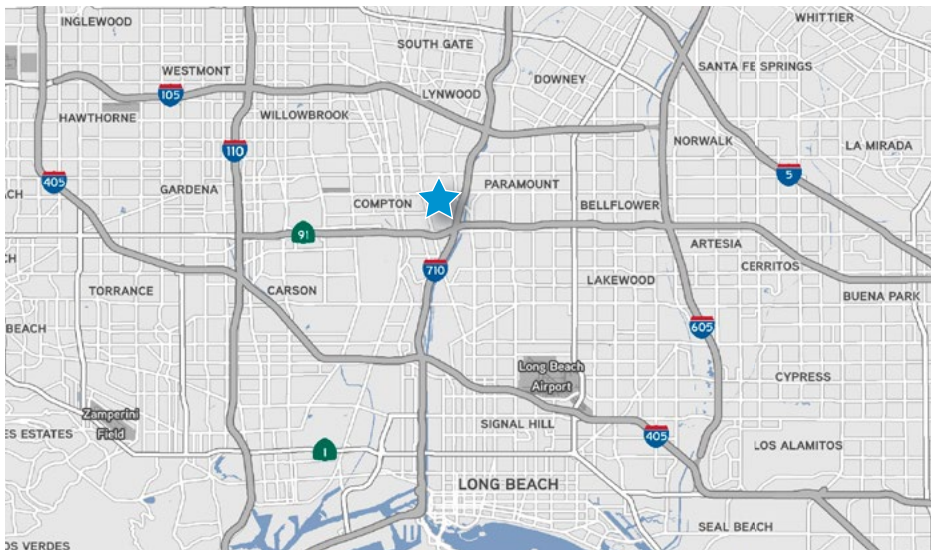 INGLEWOOD
WHITTIER
SOUTH GATE
SANTA FE SPRINGS
WESTMONT
DOWNEY
105
LYNWOOD
HAWTHORNE
WILLOWBROOK
NORWALK
LA MIRADA
110
5
405
GARDENA
PARAMOUNT
ACH
COMPTON
BELLFLOWER
91
ARTESIA
CH
710
CERRITOS
LAKEWOOD
TORRANCE
CARSON
BUENA PARK
BEACH
605
Long Beach
Airport
CYPRESS
Zamperini
Field
SIGNAL HILL
ES ESTATES
405
LOS ALAMITOS
1
LONG BEACH
SEAL BEACH
OS VERDES